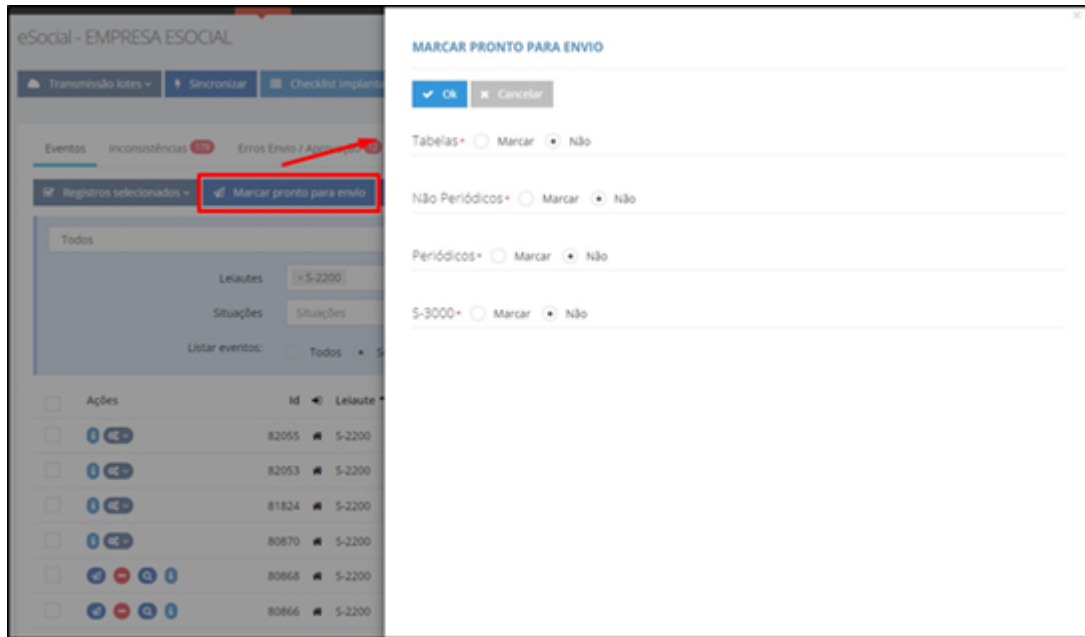 eSocial - EMPRESA ESOCIAL
Transmissão lotes
Sincronizar
Checklist
Eventos
Inconsistências 179
Erros Envio /
Registros selecionados
Marcar pronto para envio
Todos
Leiautes
× S-2200
Situações
Situações
Listar eventos:
Todos
Ações
Id
Leiaute
82055 S-2200
82053 S-2200
81824 S-2200
80870 S-2200
80868 S-2200
80866 S-2200
MARCAR PRONTO PARA ENVIO
Ok
Cancelar
Tabelas* Marcar Não
Não Periódicos* Marcar Não
Periódicos* Marcar Não
S-3000* Marcar Não